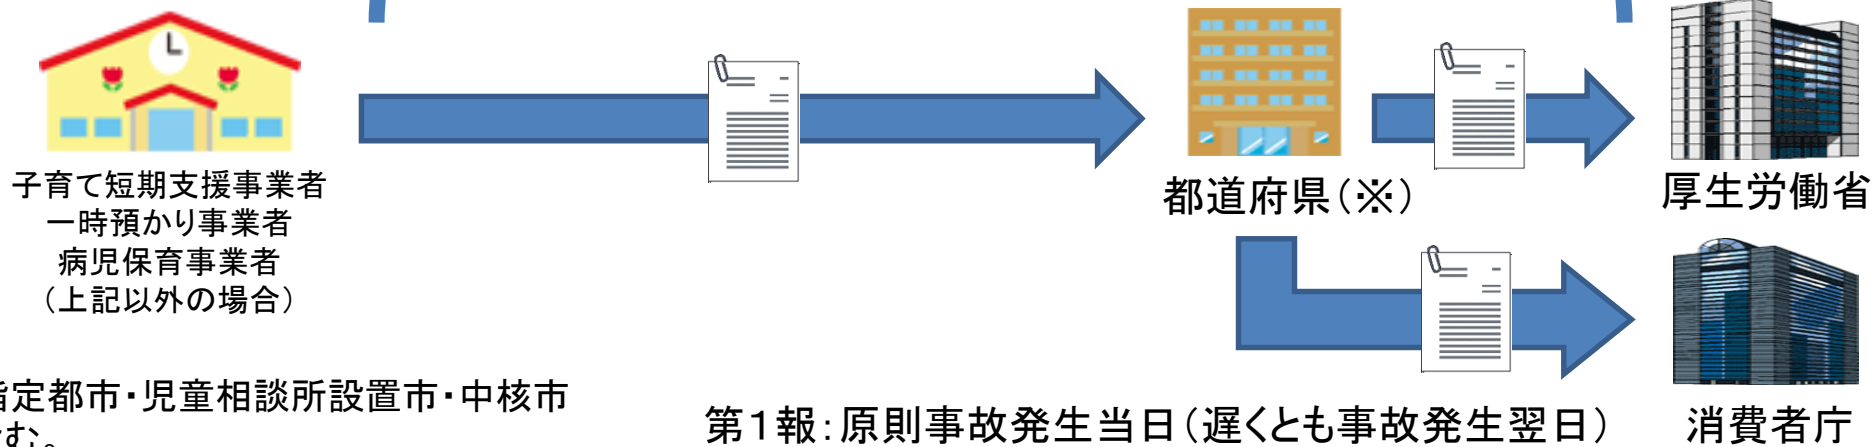 子育て短期支援事業者
一時預かり事業者
病児保育事業者
（上記以外の場合）
都道府県（※）
厚生労働省
指定都市・児童相談所設置市・中核市
む。
第１報：原則事故発生当日（遅くとも事故発生翌日）
消費者庁